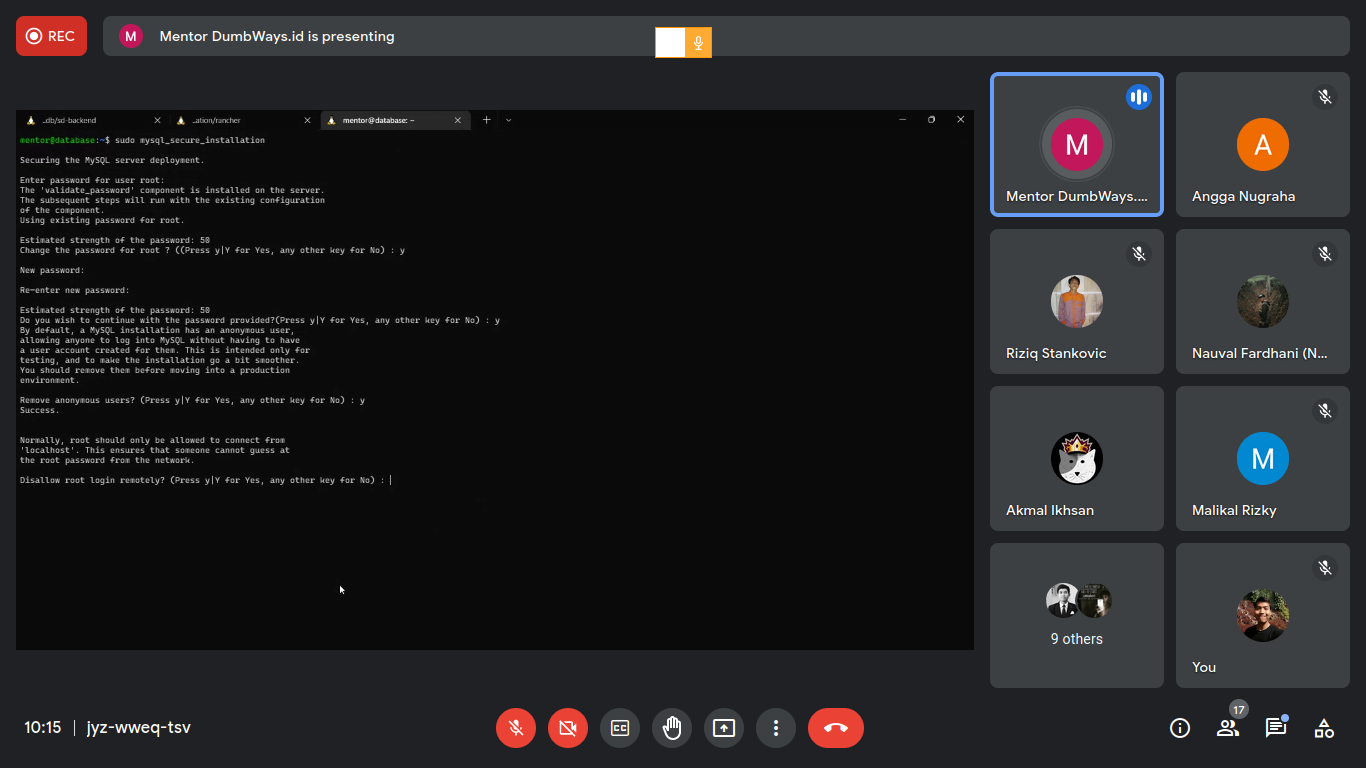 REC
M
Mentor DumbWays.id is presenting
..db/sd-backend
..ation/rancher
mentor@database: ~
mentor@database:~$ sudo mysql_secure_installation
Securing the MySQL server deployment.
Enter password for user root:
The 'validate_password' component is installed on the server.
The subsequent steps will run with the existing configuration
of the component.
Using existing password for root.
Estimated strength of the password: 50
Change the password for root ? ((Press y|Y for Yes, any other key for No) : y
New password:
Re-enter new password:
Estimated strength of the password: 50
Do you wish to continue with the password provided?(Press y|Y for Yes, any other key for No) : y
By default, a MySQL installation has an anonymous user,
allowing anyone to log into MySQL without having to have
a user account created for them. This is intended only for
testing, and to make the installation go a bit smoother.
You should remove them before moving into a production
environment.
Remove anonymous users? (Press y|Y for Yes, any other key for No) : y
Success.
Normally, root should only be allowed to connect from
'localhost'. This ensures that someone cannot guess at
the root password from the network.
Disallow root login remotely? (Press y|Y for Yes, any other key for No) :
M
Mentor DumbWays....
A
Angga Nugraha
Riziq Stankovic
Nauval Fardhani (N...
Akmal Ikhsan
M
Malikal Rizky
9 others
You
10:15
jyz-wweq-tsv
CC
17